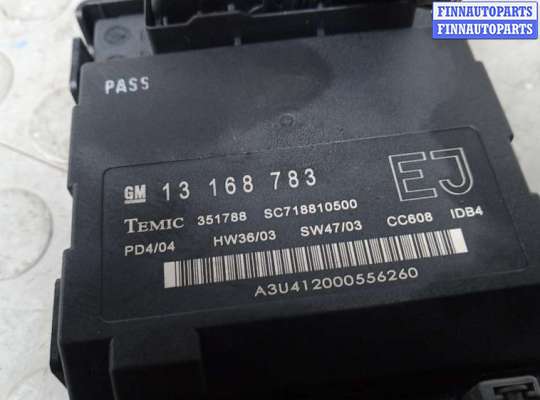 FINNAUTOPARTS
FINNAUTOPARTS
FINNAUTOPARTS
PASS
GM 13 168 783 EJ
TEMIC 351788 SC718810500
PD4/04 HW36/03 SW47/03 CC608 IDB4
A3U412000556260